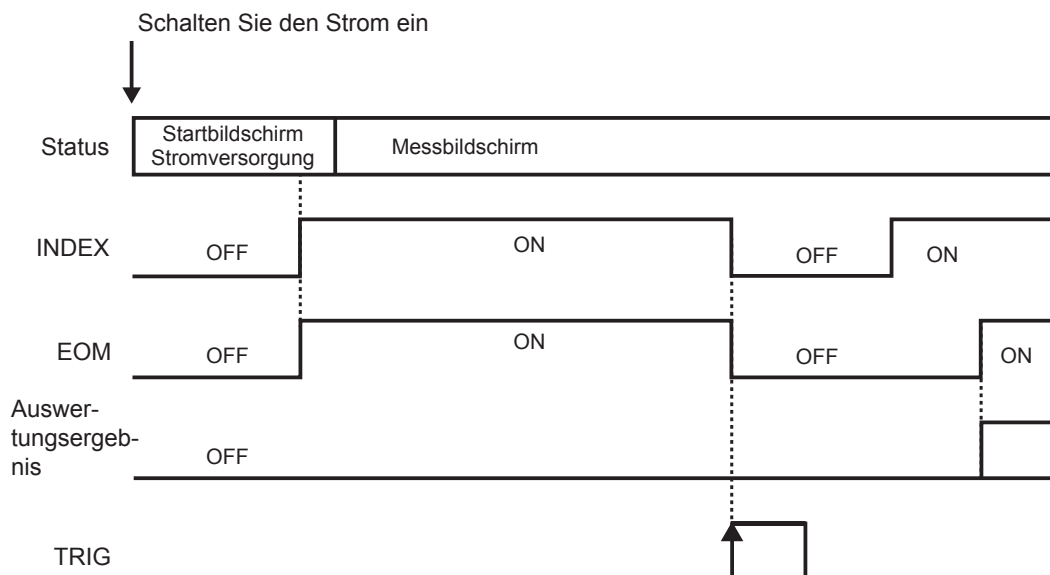 Schalten Sie den Strom ein
Status
Startbildschirm
Stromversorgung
Messbildschirm
INDEX
OFF
ON
OFF
ON
EOM
OFF
ON
OFF
ON
Auswer-
tungsergeb-
nis
OFF
TRIG